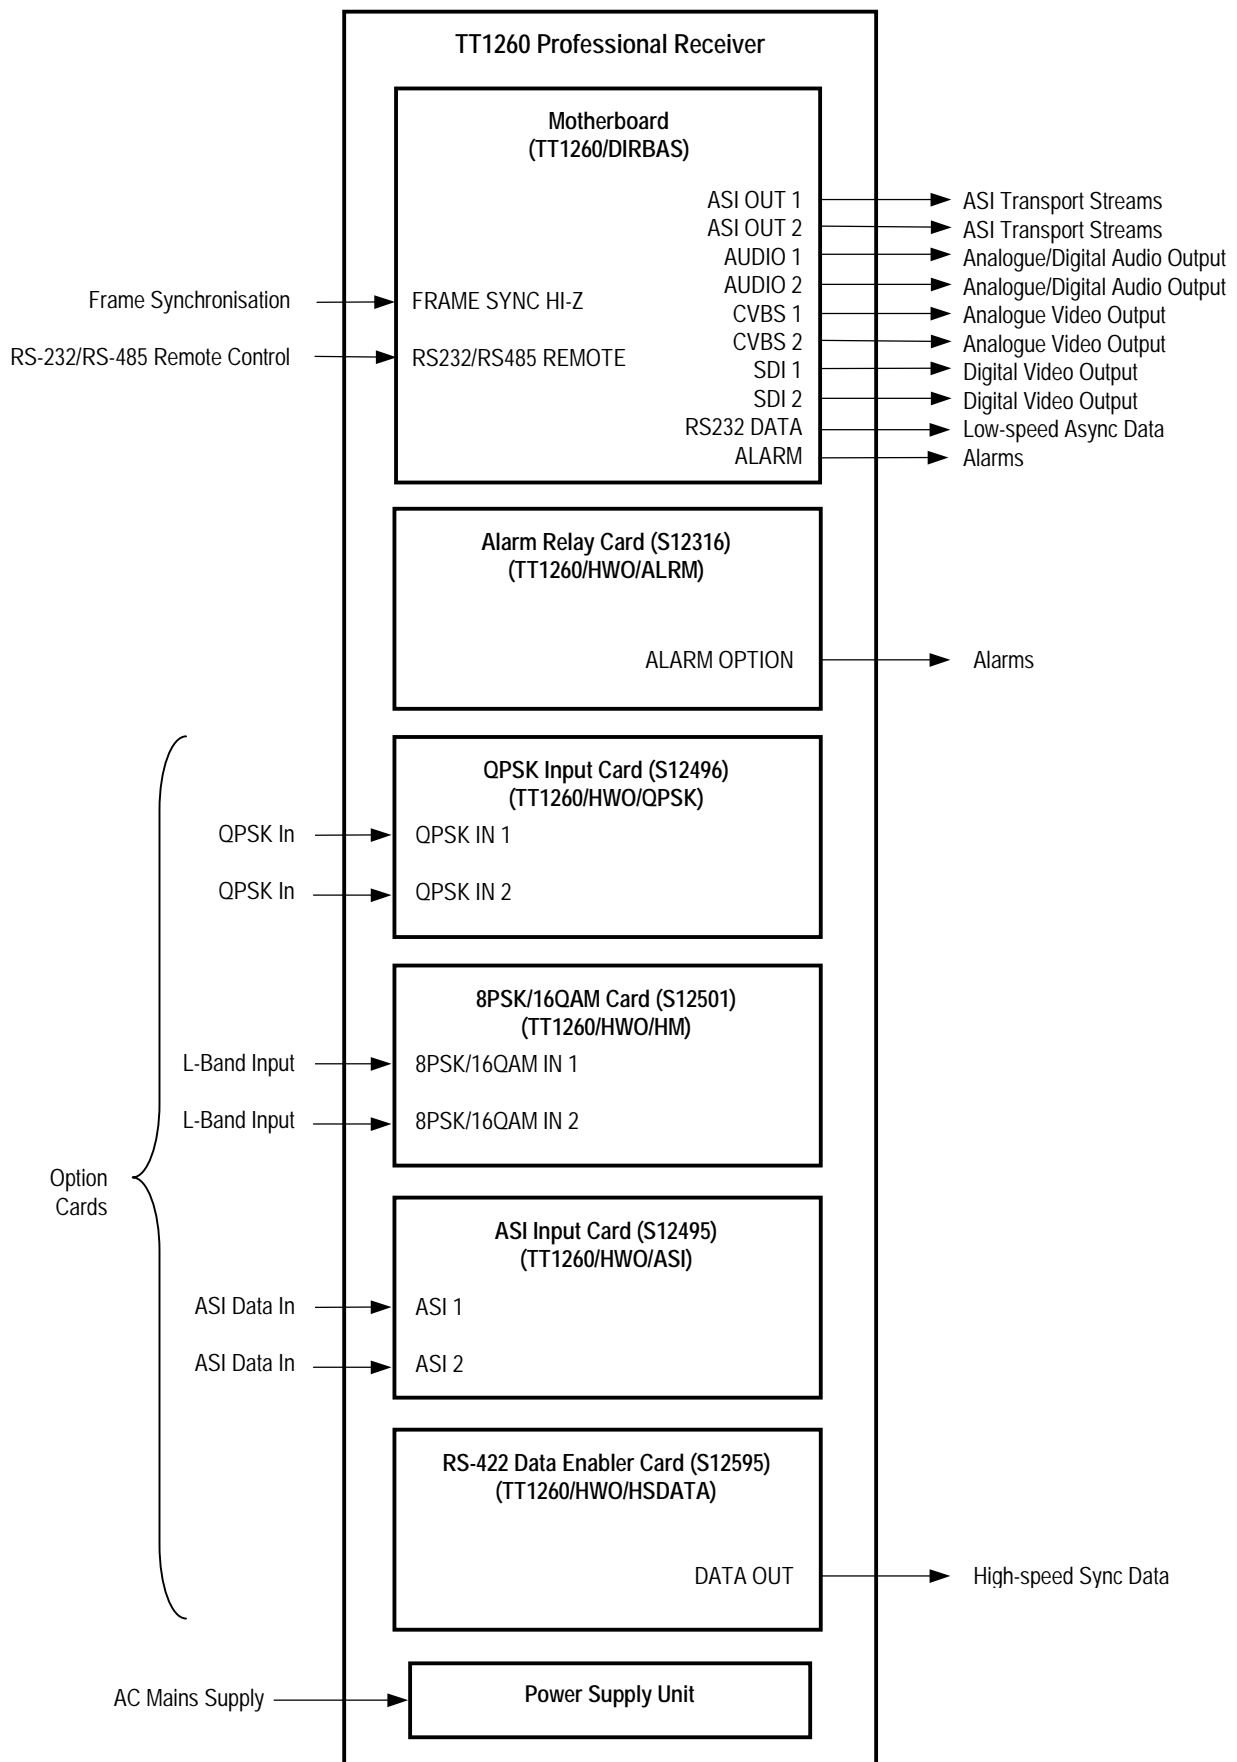 TT1260 Professional Receiver
Motherboard
(TT1260/DIRBAS)
ASI OUT 1
ASI Transport Streams
ASI OUT 2
ASI Transport Streams
AUDIO 1
Analogue/Digital Audio Output
AUDIO 2
Analogue/Digital Audio Output
Frame Synchronisation
FRAME SYNC HI-Z
CVBS 1
Analogue Video Output
CVBS 2
Analogue Video Output
RS-232/RS-485 Remote Control
RS232/RS485 REMOTE
SDI 1
Digital Video Output
SDI 2
Digital Video Output
RS232 DATA
Low-speed Async Data
ALARM
Alarms
Alarm Relay Card (S12316)
(TT1260/HWO/ALRM)
ALARM OPTION
Alarms
QPSK Input Card (S12496)
(TT1260/HWO/QPSK)
QPSK In
QPSK IN 1
QPSK In
QPSK IN 2
8PSK/16QAM Card (S12501)
(TT1260/HWO/HM)
L-Band Input
8PSK/16QAM IN 1
L-Band Input
8PSK/16QAM IN 2
Option
Cards
ASI Input Card (S12495)
(TT1260/HWO/ASI)
ASI Data In
ASI 1
ASI Data In
ASI 2
RS-422 Data Enabler Card (S12595)
(TT1260/HWO/HSDATA)
DATA OUT
High-speed Sync Data
AC Mains Supply
Power Supply Unit